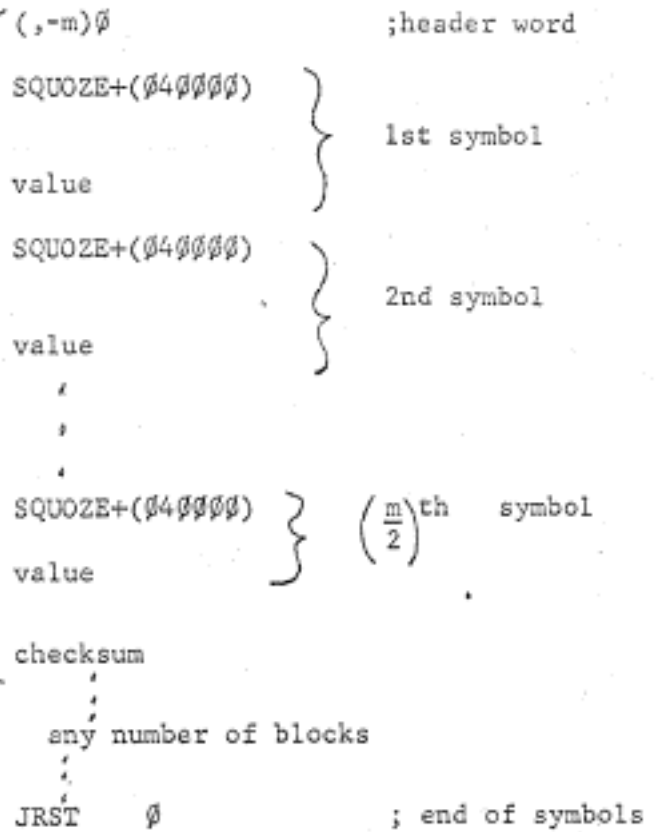 (,-m)Ø ;header word
SQUOZE+(Ø4ØØØØ)
1st symbol
value
SQUOZE+(Ø4ØØØØ)
2nd symbol
value
SQUOZE+(Ø4ØØØØ) (m/2)th symbol
value
checksum
any number of blocks
JRST Ø ; end of symbols